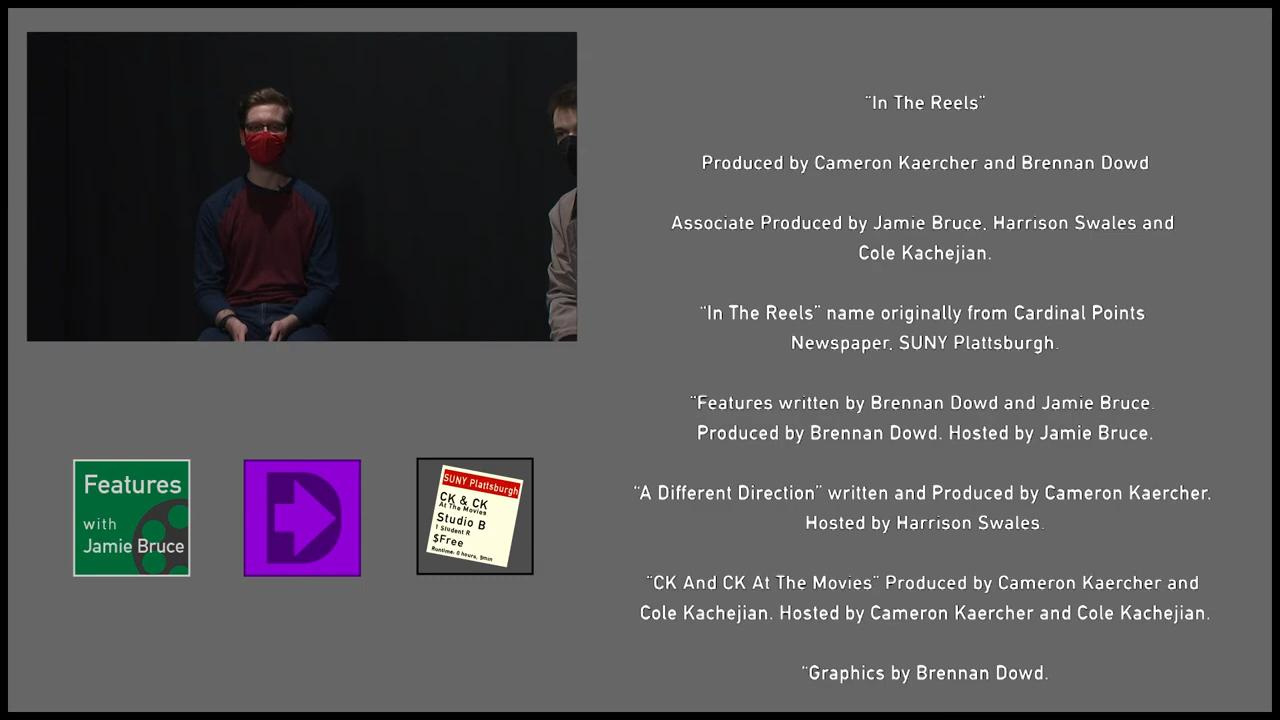 "In The Reels"
Produced by Cameron Kaercher and Brennan Dowd
Associate Produced by Jamie Bruce, Harrison Swales and
Cole Kachejian.
"In The Reels" name originally from Cardinal Points
Newspaper, SUNY Plattsburgh.
"Features written by Brennan Dowd and Jamie Bruce.
Produced by Brennan Dowd. Hosted by Jamie Bruce.
"A Different Direction" written and Produced by Cameron Kaercher.
Hosted by Harrison Swales.
"CK And CK At The Movies" Produced by Cameron Kaercher and
Cole Kachejian. Hosted by Cameron Kaercher and Cole Kachejian.
"Graphics by Brennan Dowd.
Features
with
Jamie Bruce
D
SUNY Plattsburgh
CK & CK
At The Movies
Studio B
1 Student R
$Free
Runtime: 0 hours, 9min